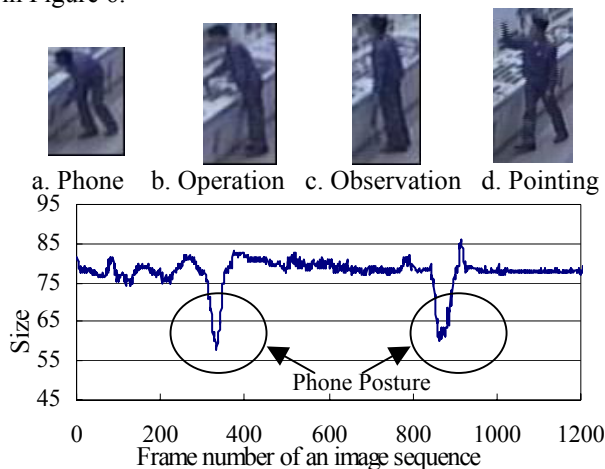 in Figure 6.
a. Phone b. Operation c. Observation d. Pointing
95
85
75
65
55
45
Size
Phone Posture
0 200 400 600 800 1000 1200
Frame number of an image sequence